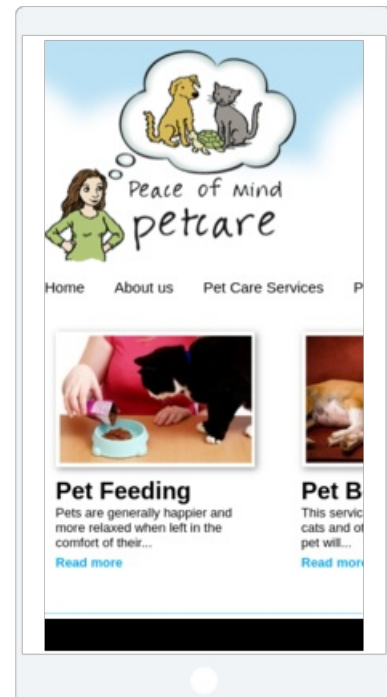 Peace of mind
petcare
Home About us Pet Care Services P
Pet Feeding
Pets are generally happier and
more relaxed when left in the
comfort of their...
Read more
Pet B
This servic
cats and ot
pet will...
Read more